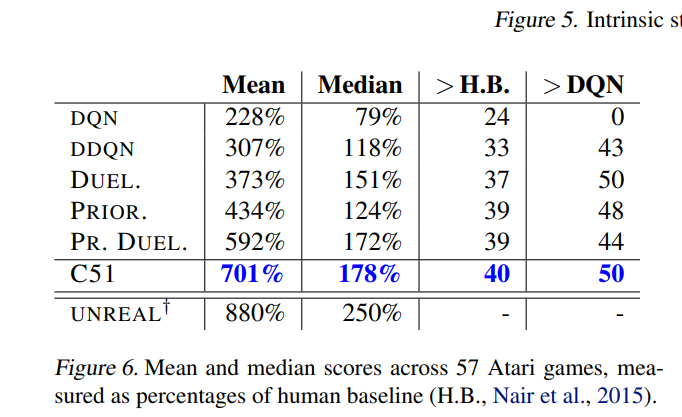 Figure 5. Intrinsic st
Mean Median > H.B. > DQN
DQN 228% 79% 24 0
DDQN 307% 118% 33 43
DUEL. 373% 151% 37 50
PRIOR. 434% 124% 39 48
PR. DUEL. 592% 172% 39 44
C51 701% 178% 40 50
UNREAL† 880% 250% - -
Figure 6. Mean and median scores across 57 Atari games, mea-
sured as percentages of human baseline (H.B., Nair et al., 2015).